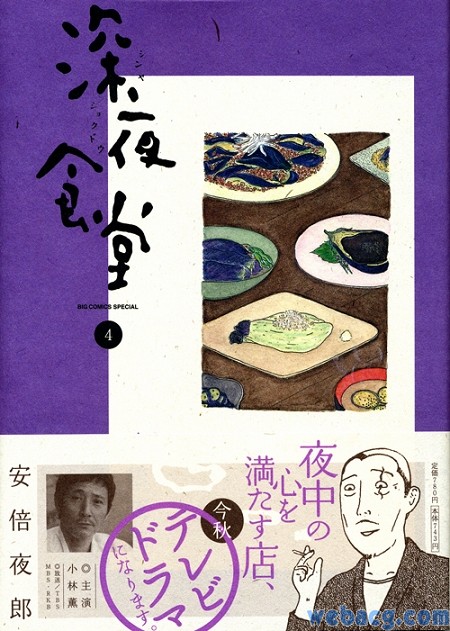 深夜食堂
シンヤ
ショクドウ
BIG COMICS SPECIAL
4
夜中の
心を
満たす店、
今秋
テレビ
ドラマ
になります。
定価780円
本体743円
◎主演
小林薫
◎放送/TBS
MBS・RKB
安倍夜郎
webacg.com